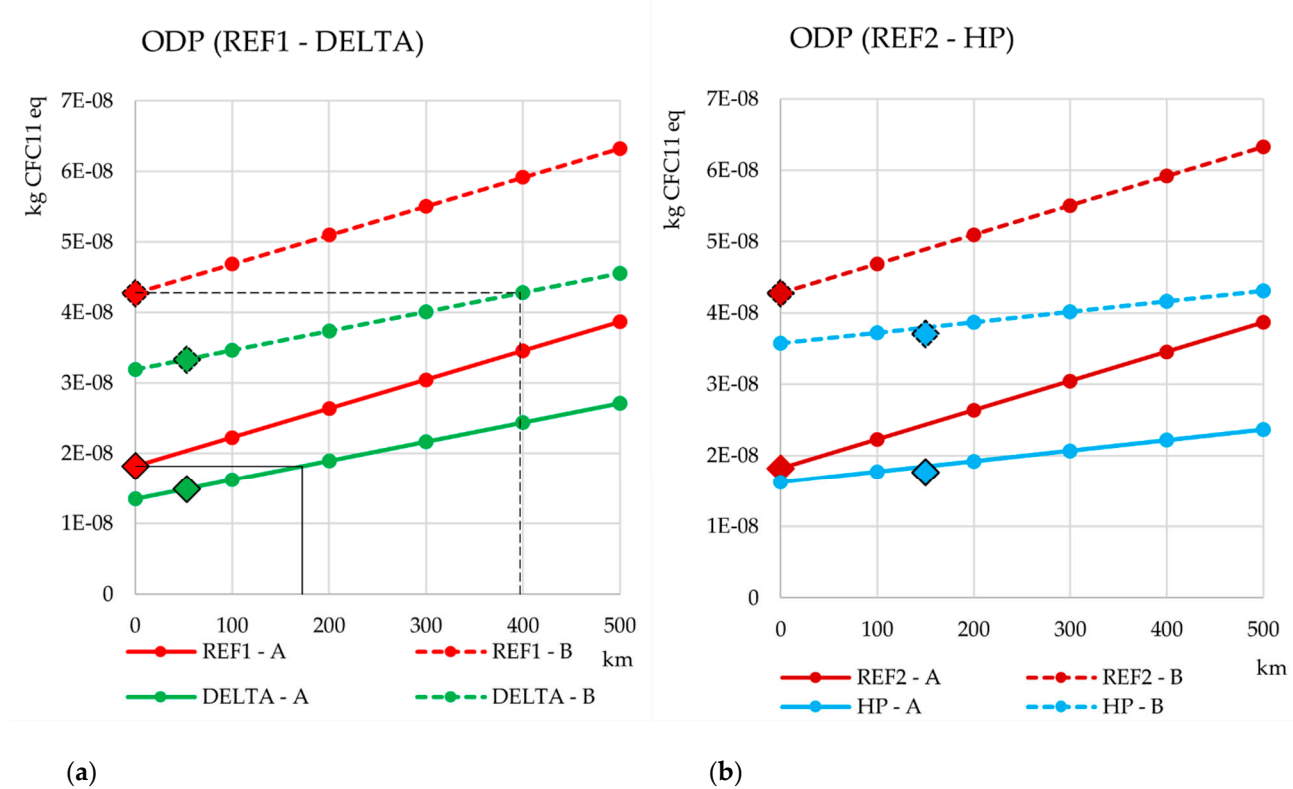 ODP (REF1 - DELTA)
kg CFC11 eq
7E-08
6E-08
5E-08
4E-08
3E-08
2E-08
1E-08
0
0 100 200 300 400 500
km
REF1 - A REF1 - B
DELTA - A DELTA - B
(a)
ODP (REF2 - HP)
kg CFC11 eq
7E-08
6E-08
5E-08
4E-08
3E-08
2E-08
1E-08
0
0 100 200 300 400 500
km
REF2 - A REF2 - B
HP - A HP - B
(b)